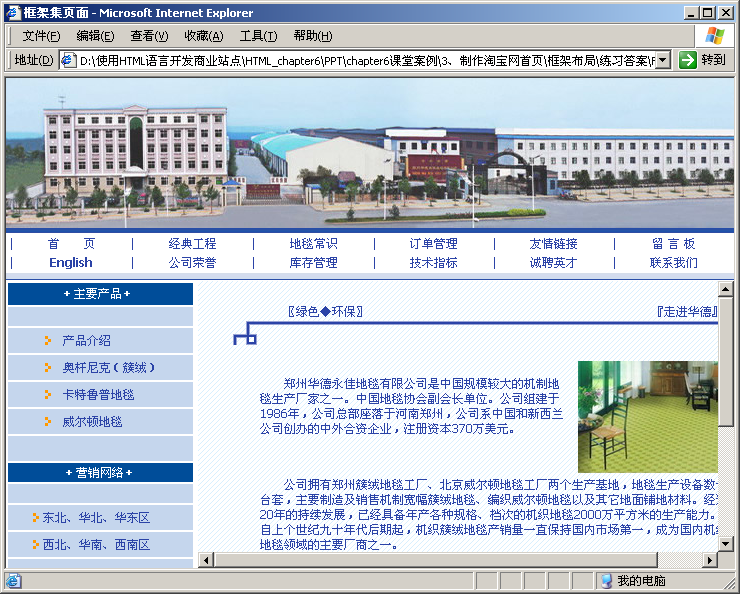 框架集页面 - Microsoft Internet Explorer
文件(F) 编辑(E) 查看(V) 收藏(A) 工具(T) 帮助(H)
地址(D) D:\使用HTML语言开发商业站点\HTML_chapter6\PPT\chapter6课堂案例\3、制作淘宝网首页\框架布局\练习答案\F 转到
| 首 页 | 经典工程 | 地毯常识 | 订单管理 | 友情链接 | 留 言 板
| English | 公司荣誉 | 库存管理 | 技术指标 | 诚聘英才 | 联系我们
+ 主要产品 +
产品介绍
奥杆尼克（簇绒）
卡特鲁普地毯
威尔顿地毯
+ 营销网络 +
东北、华北、华东区
西北、华南、西南区
〖绿色◆环保〗 『走进华德』
郑州华德永佳地毯有限公司是中国规模较大的机制地
毯生产厂家之一。中国地毯协会副会长单位。公司组建于
1986年，公司总部座落于河南郑州，公司系中国和新西兰
公司创办的中外合资企业，注册资本370万美元。
公司拥有郑州簇绒地毯工厂、北京威尔顿地毯工厂两个生产基地，地毯生产设备数
台套，主要制造及销售机制宽幅簇绒地毯、编织威尔顿地毯以及其它地面铺地材料。经
20年的持续发展，已经具备年产各种规格、档次的机织地毯2000万平方米的生产能力。
自上个世纪九十年代后期起，机织簇绒地毯产销量一直保持国内市场第一，成为国内机
地毯领域的主要厂商之一。
我的电脑